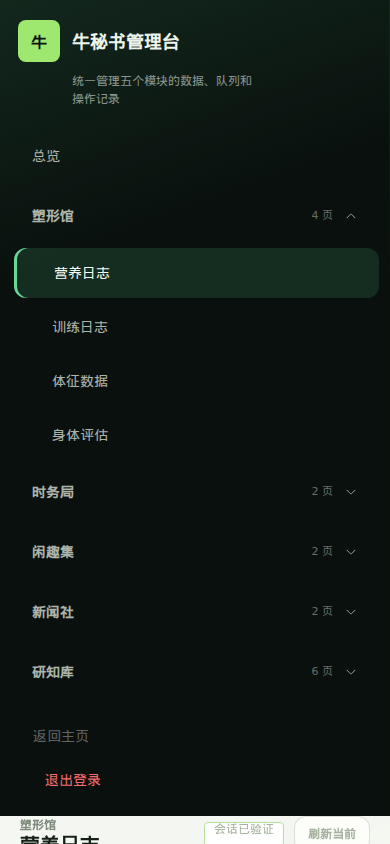 牛
牛秘书管理台
统一管理五个模块的数据、队列和
操作记录
总览
塑形馆 4 页
营养日志
训练日志
体征数据
身体评估
时务局 2 页
闲趣集 2 页
新闻社 2 页
研知库 6 页
返回主页
退出登录
塑形馆
营养日志
会话已验证
刷新当前